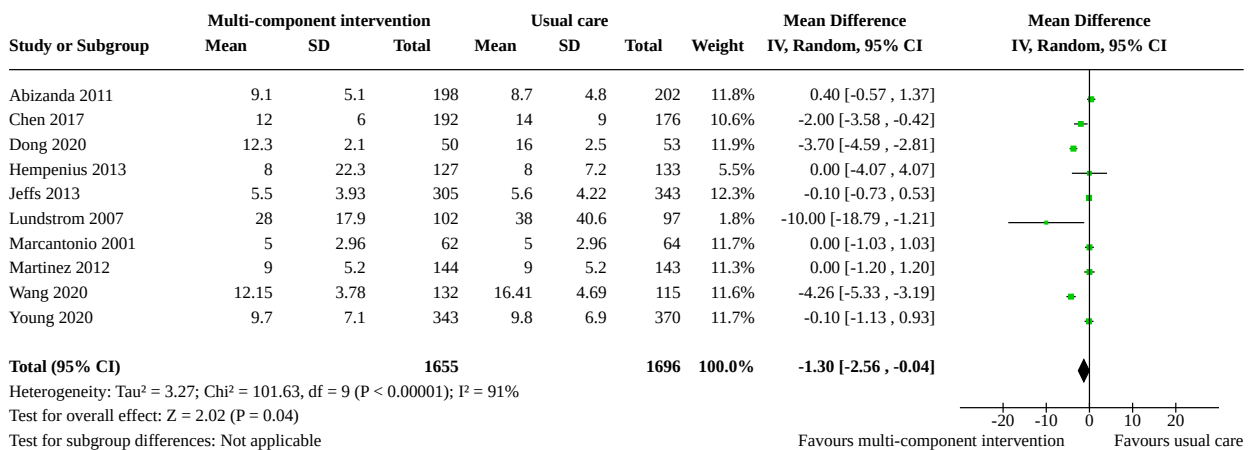 Multi-component intervention Usual care Mean Difference Mean Difference
Study or Subgroup Mean SD Total Mean SD Total Weight IV, Random, 95% CI IV, Random, 95% CI
Abizanda 2011 9.1 5.1 198 8.7 4.8 202 11.8% 0.40 [-0.57 , 1.37]
Chen 2017 12 6 192 14 9 176 10.6% -2.00 [-3.58 , -0.42]
Dong 2020 12.3 2.1 50 16 2.5 53 11.9% -3.70 [-4.59 , -2.81]
Hempenius 2013 8 22.3 127 8 7.2 133 5.5% 0.00 [-4.07 , 4.07]
Jeffs 2013 5.5 3.93 305 5.6 4.22 343 12.3% -0.10 [-0.73 , 0.53]
Lundstrom 2007 28 17.9 102 38 40.6 97 1.8% -10.00 [-18.79 , -1.21]
Marcantonio 2001 5 2.96 62 5 2.96 64 11.7% 0.00 [-1.03 , 1.03]
Martinez 2012 9 5.2 144 9 5.2 143 11.3% 0.00 [-1.20 , 1.20]
Wang 2020 12.15 3.78 132 16.41 4.69 115 11.6% -4.26 [-5.33 , -3.19]
Young 2020 9.7 7.1 343 9.8 6.9 370 11.7% -0.10 [-1.13 , 0.93]
Total (95% CI) 1655 1696 100.0% -1.30 [-2.56 , -0.04]
Heterogeneity: Tau² = 3.27; Chi² = 101.63, df = 9 (P < 0.00001); I² = 91%
Test for overall effect: Z = 2.02 (P = 0.04)
-20 -10 0 10 20
Test for subgroup differences: Not applicable
Favours multi-component intervention Favours usual care